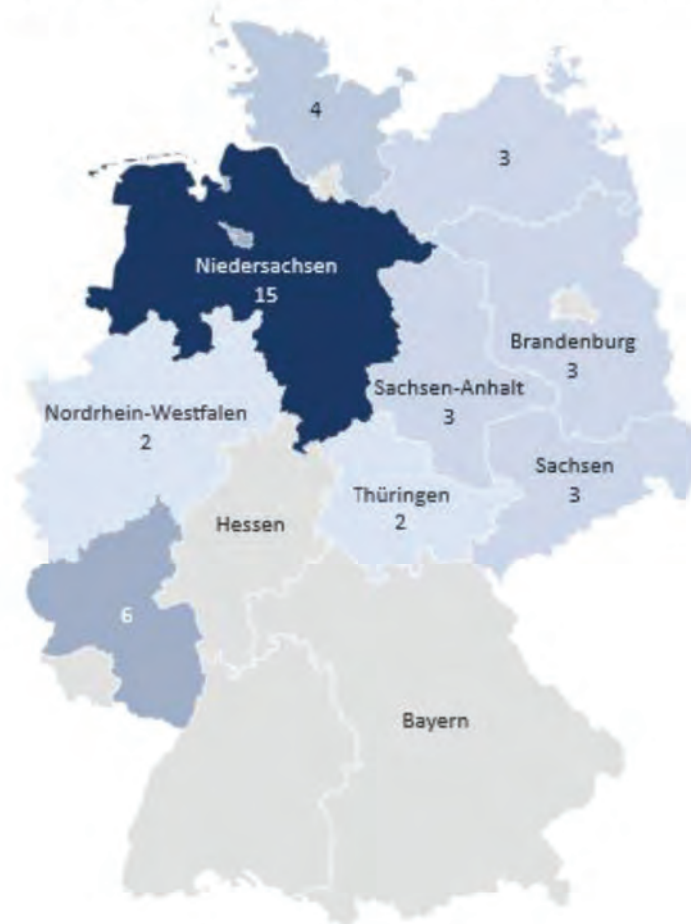 4
3
Niedersachsen
15
Brandenburg
3
Sachsen-Anhalt
3
Nordrhein-Westfalen
2
Sachsen
3
Thüringen
2
Hessen
6
Bayern